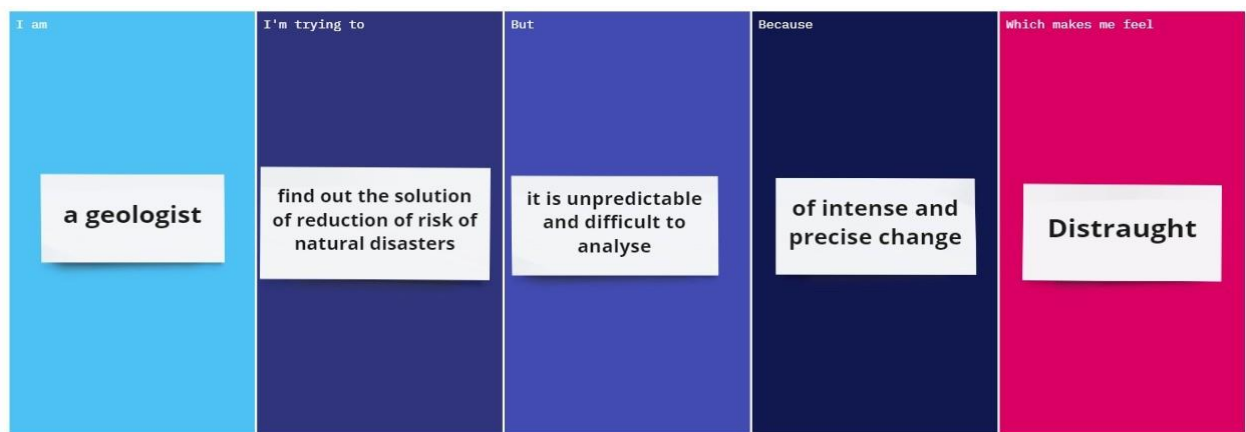 I am
a geologist
I'm trying to
find out the solution
of reduction of risk of
natural disasters
But
it is unpredictable
and difficult to
analyse
Because
of intense and
precise change
Which makes me feel
Distraught